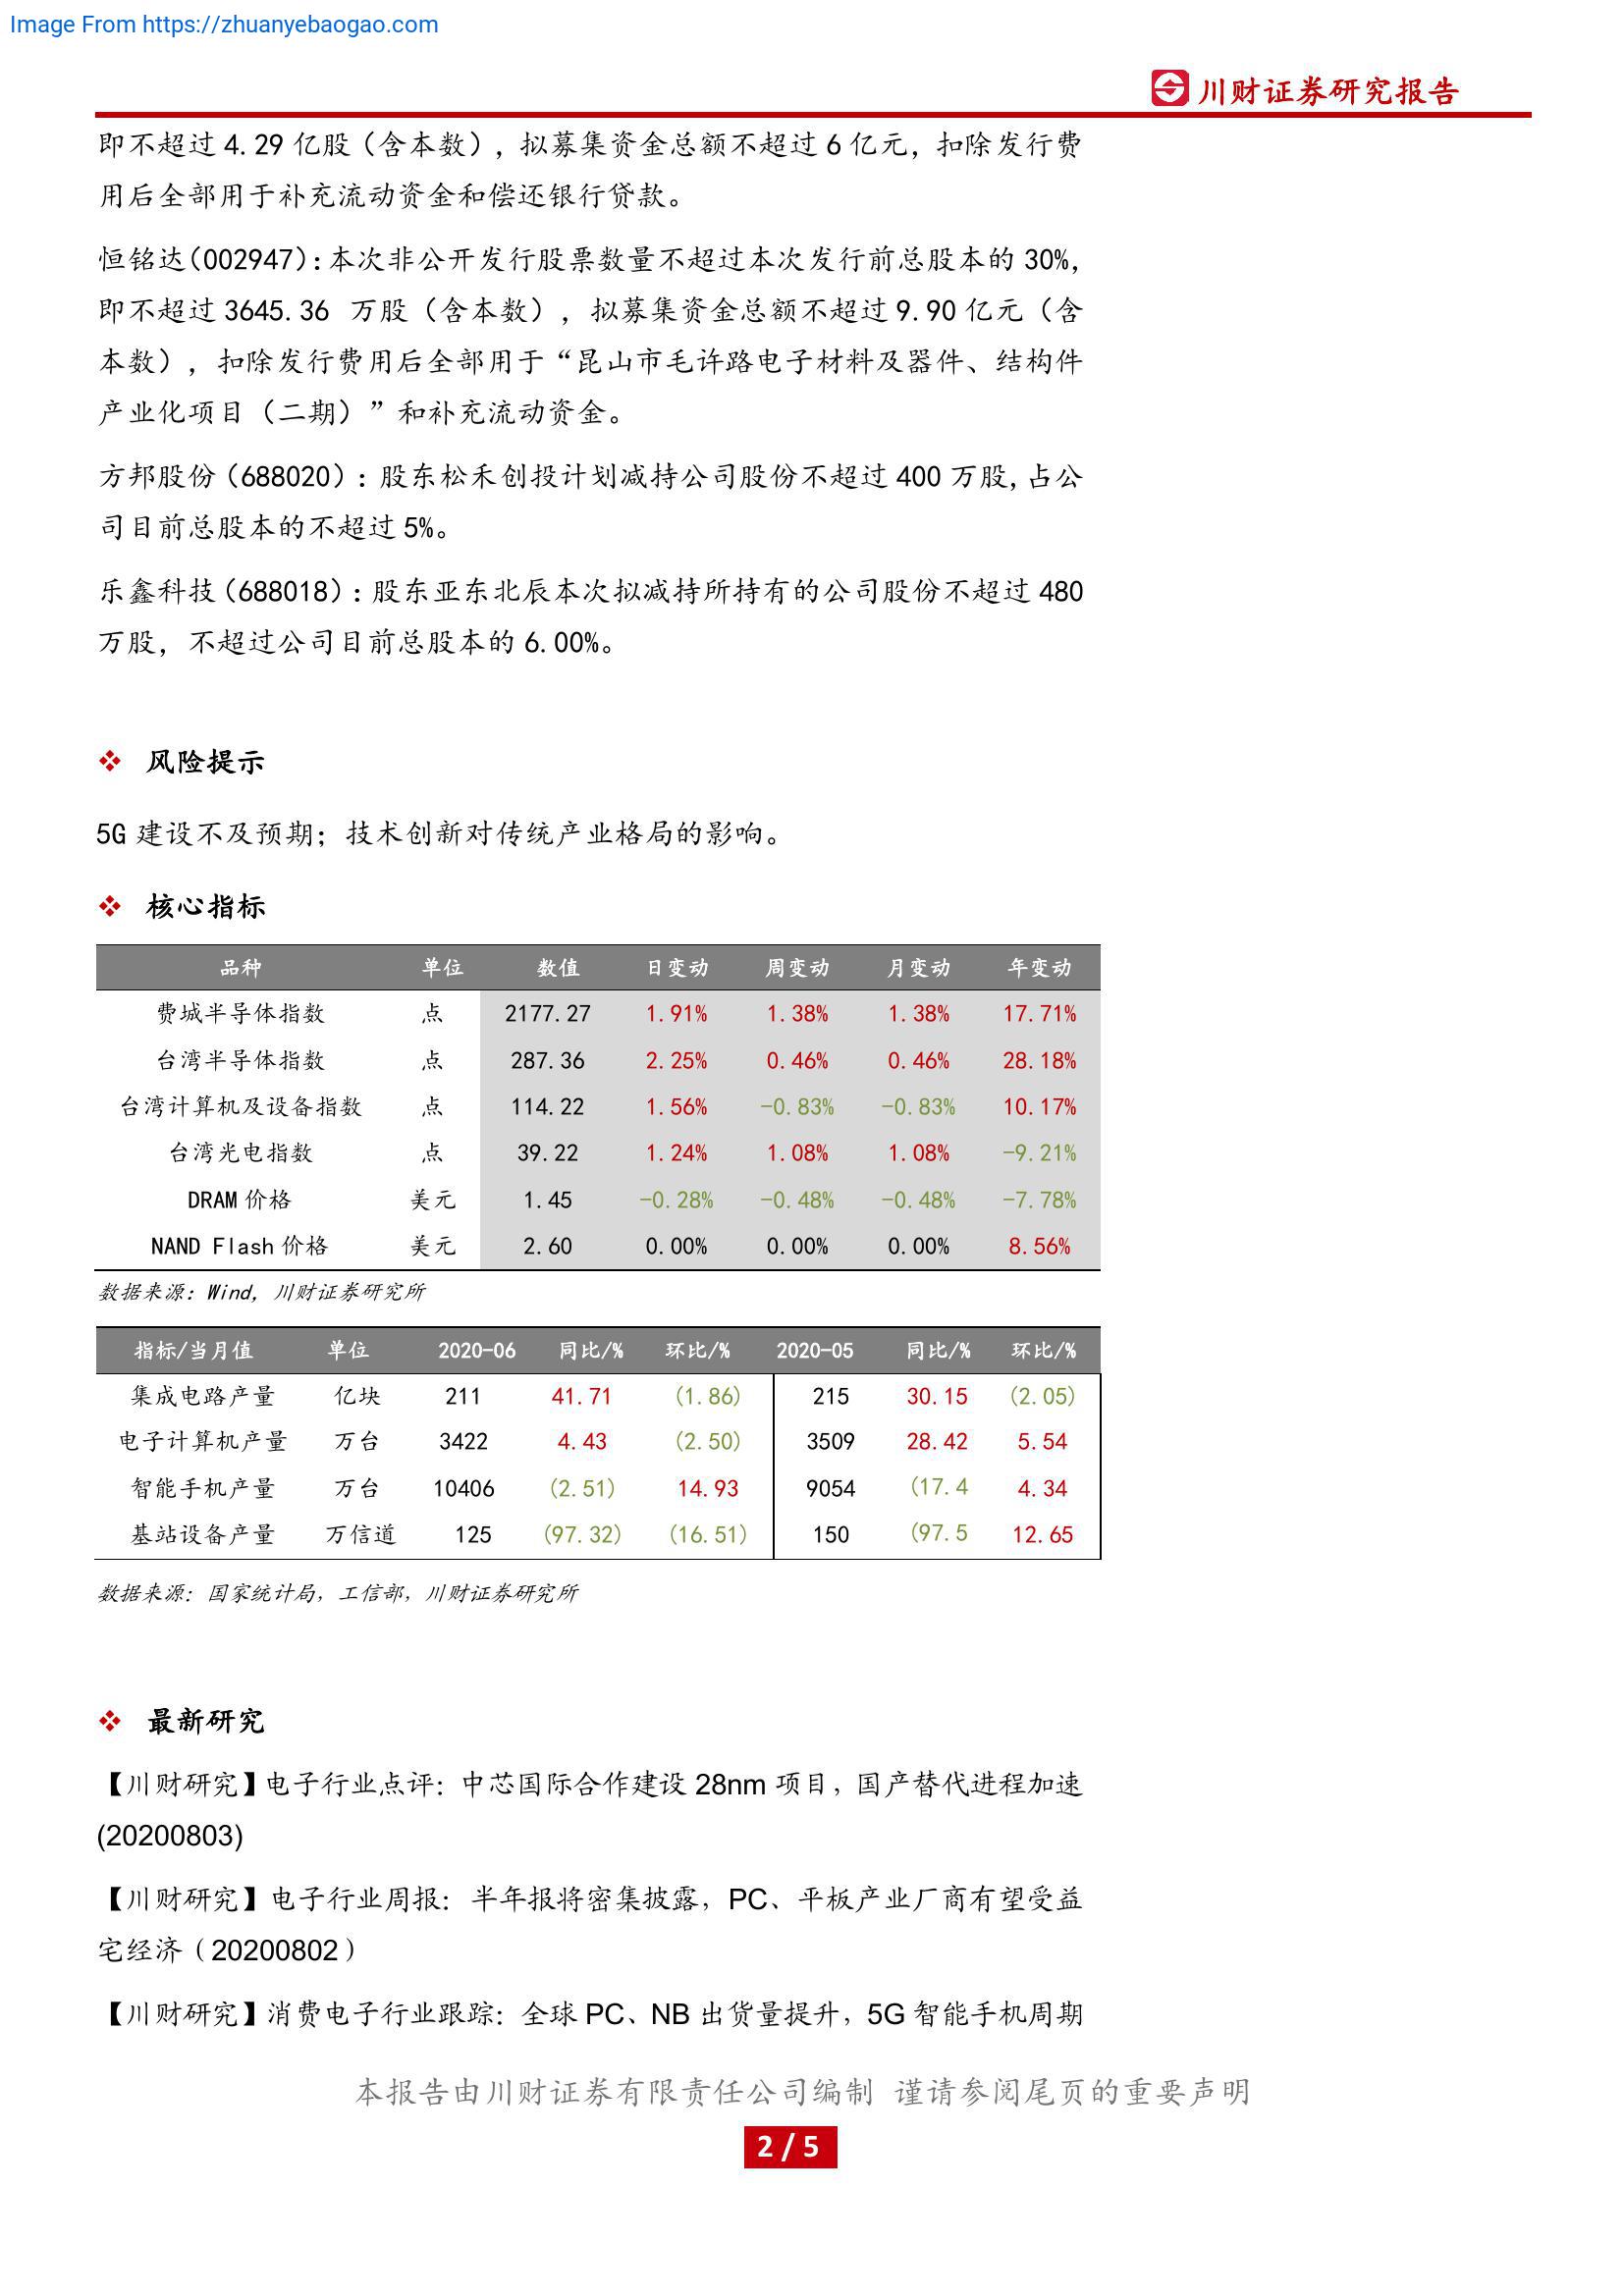 Image From https://zhuanyebaogao.com
川财证券研究报告
即不超过 4.29 亿股（含本数），拟募集资金总额不超过 6 亿元，扣除发行费
用后全部用于补充流动资金和偿还银行贷款。
恒铭达（002947）：本次非公开发行股票数量不超过本次发行前总股本的 30%，
即不超过 3645.36 万股（含本数），拟募集资金总额不超过 9.90 亿元（含
本数），扣除发行费用后全部用于“昆山市毛许路电子材料及器件、结构件
产业化项目（二期）”和补充流动资金。
方邦股份（688020）：股东松禾创投计划减持公司股份不超过 400 万股，占公
司目前总股本的不超过 5%。
乐鑫科技（688018）：股东亚东北辰本次拟减持所持有的公司股份不超过 480
万股，不超过公司目前总股本的 6.00%。
❖ 风险提示
5G 建设不及预期；技术创新对传统产业格局的影响。
❖ 核心指标
品种 单位 数值 日变动 周变动 月变动 年变动
费城半导体指数 点 2177.27 1.91% 1.38% 1.38% 17.71%
台湾半导体指数 点 287.36 2.25% 0.46% 0.46% 28.18%
台湾计算机及设备指数 点 114.22 1.56% -0.83% -0.83% 10.17%
台湾光电指数 点 39.22 1.24% 1.08% 1.08% -9.21%
DRAM 价格 美元 1.45 -0.28% -0.48% -0.48% -7.78%
NAND Flash 价格 美元 2.60 0.00% 0.00% 0.00% 8.56%
数据来源：Wind，川财证券研究所
指标/当月值 单位 2020-06 同比/% 环比/% 2020-05 同比/% 环比/%
集成电路产量 亿块 211 41.71 (1.86) 215 30.15 (2.05)
电子计算机产量 万台 3422 4.43 (2.50) 3509 28.42 5.54
智能手机产量 万台 10406 (2.51) 14.93 9054 (17.4 4.34
基站设备产量 万信道 125 (97.32) (16.51) 150 (97.5 12.65
数据来源：国家统计局，工信部，川财证券研究所
❖ 最新研究
【川财研究】电子行业点评：中芯国际合作建设 28nm 项目，国产替代进程加速
(20200803)
【川财研究】电子行业周报：半年报将密集披露，PC、平板产业厂商有望受益
宅经济（20200802）
【川财研究】消费电子行业跟踪：全球 PC、NB 出货量提升，5G 智能手机周期
本报告由川财证券有限责任公司编制 谨请参阅尾页的重要声明
2 / 5